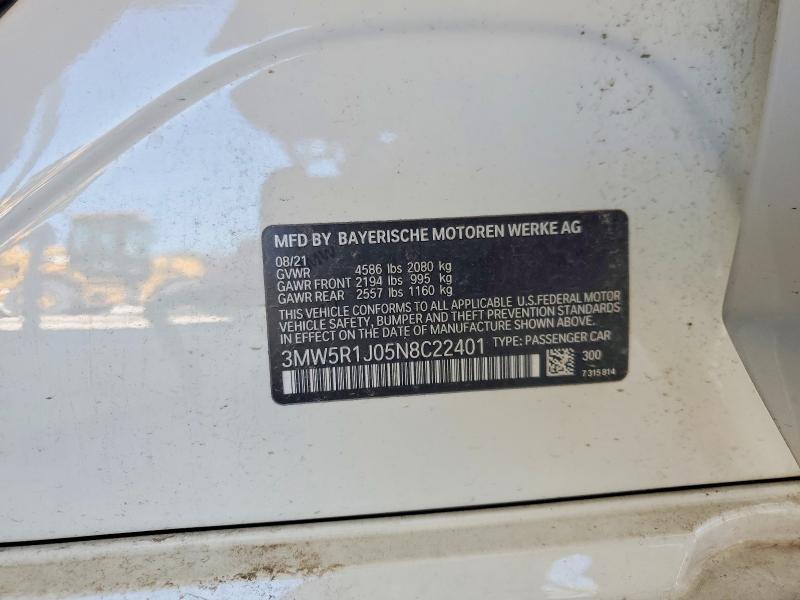 MFD BY BAYERISCHE MOTOREN WERKE AG
08/21
GVWR 4586 lbs 2080 kg
GAWR FRONT 2194 lbs 995 kg
GAWR REAR 2557 lbs 1160 kg
THIS VEHICLE CONFORMS TO ALL APPLICABLE U.S.FEDERAL MOTOR
VEHICLE SAFETY, BUMPER AND THEFT PREVENTION STANDARDS
IN EFFECT ON THE DATE OF MANUFACTURE SHOWN ABOVE.
3MW5R1J05N8C22401 TYPE: PASSENGER CAR
300
7 315 814